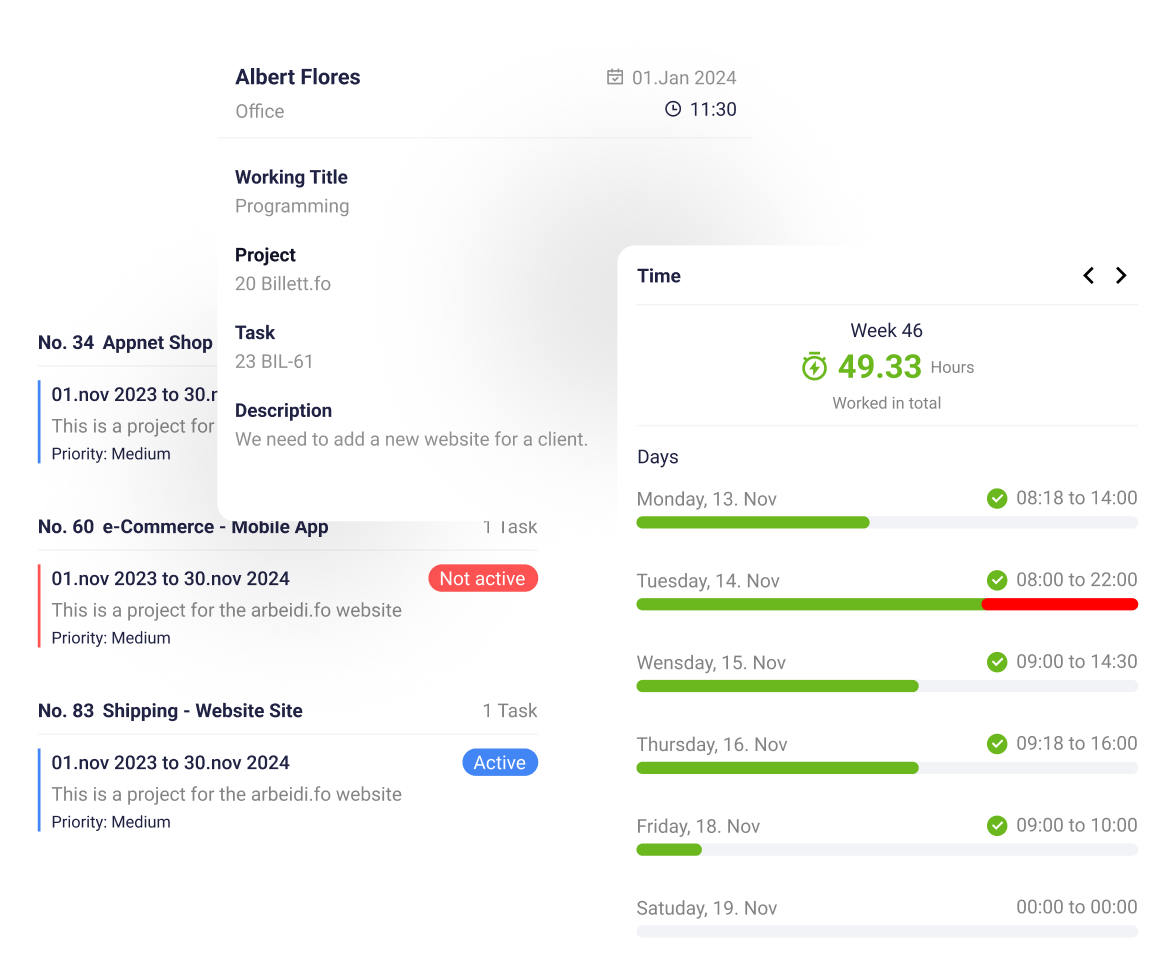 Albert Flores
01.Jan 2024
Office
11:30
Working Title
Programming
Project
20 Billett.fo
Task
23 BIL-61
Description
We need to add a new website for a client.
No. 34 Appnet Shop
01.nov 2023 to 30.n
This is a project for
Priority: Medium
No. 60 e-Commerce - Mobile App
1 Task
01.nov 2023 to 30.nov 2024
Not active
This is a project for the arbeidi.fo website
Priority: Medium
No. 83 Shipping - Website Site
1 Task
01.nov 2023 to 30.nov 2024
Active
This is a project for the arbeidi.fo website
Priority: Medium
Time
Week 46
49.33 Hours
Worked in total
Days
Monday, 13. Nov
08:18 to 14:00
Tuesday, 14. Nov
08:00 to 22:00
Wensday, 15. Nov
09:00 to 14:30
Thursday, 16. Nov
09:18 to 16:00
Friday, 18. Nov
09:00 to 10:00
Satuday, 19. Nov
00:00 to 00:00